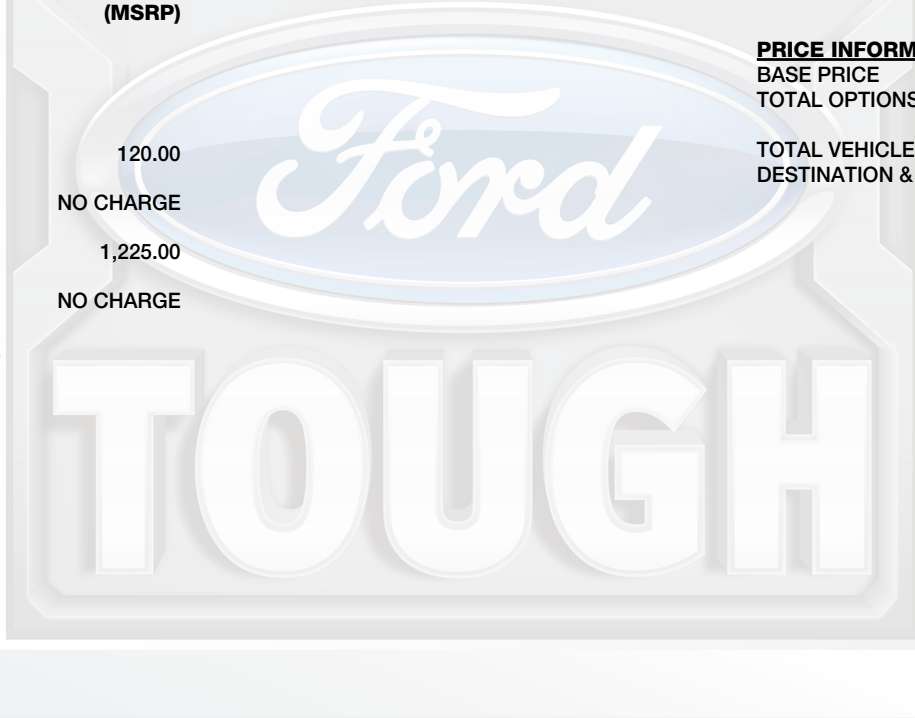 (MSRP)
120.00
NO CHARGE
1,225.00
NO CHARGE
PRICE INFORM
BASE PRICE
TOTAL OPTIONS
TOTAL VEHICLE
DESTINATION &
Ford
TOUGH